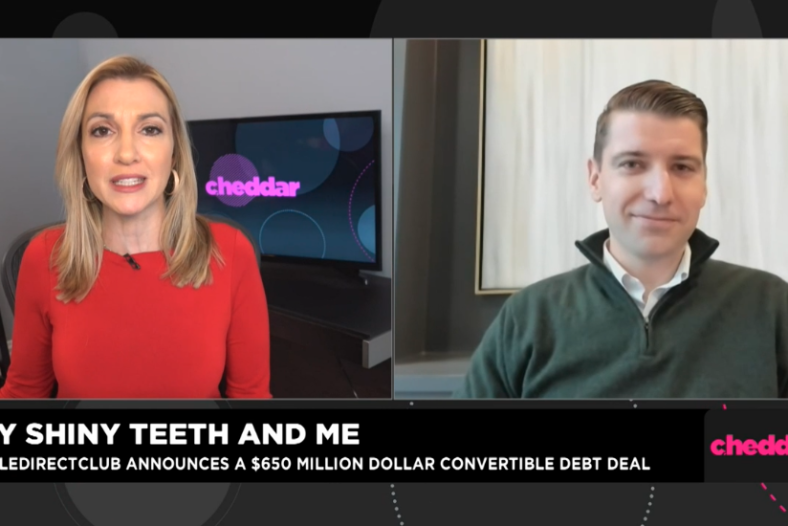 cheddar
Y SHINY TEETH AND ME
LEDIRECTCLUB ANNOUNCES A $650 MILLION DOLLAR CONVERTIBLE DEBT DEAL
chedd